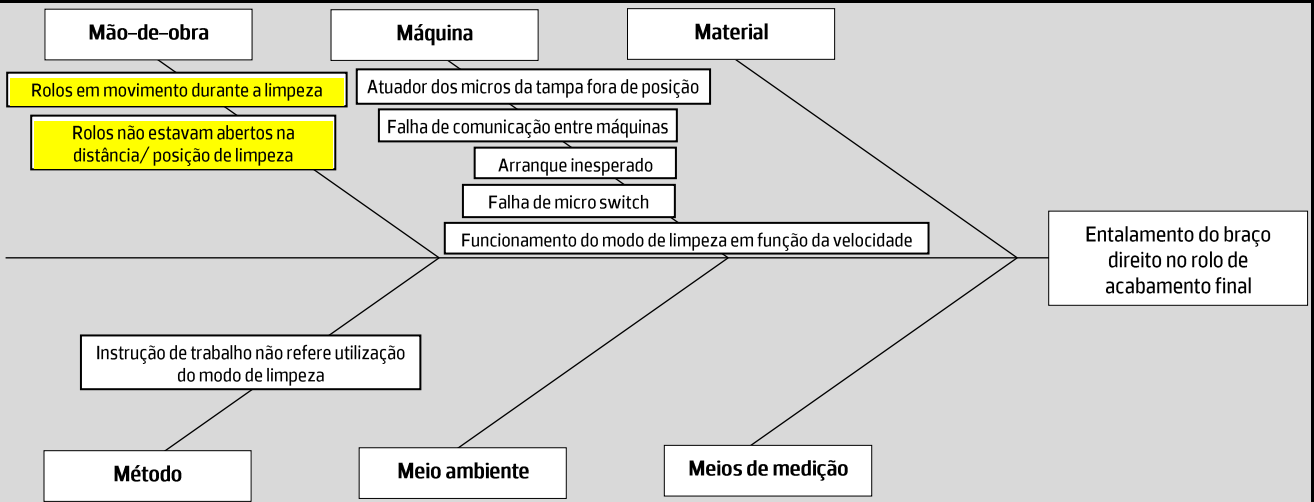 Mão-de-obra
Máquina
Material
Rolos em movimento durante a limpeza
Rolos não estavam abertos na
distância/ posição de limpeza
Atuador dos micros da tampa fora de posição
Falha de comunicação entre máquinas
Arranque inesperado
Falha de micro switch
Funcionamento do modo de limpeza em função da velocidade
Entalamento do braço
direito no rolo de
acabamento final
Instrução de trabalho não refere utilização
do modo de limpeza
Método
Meio ambiente
Meios de medição